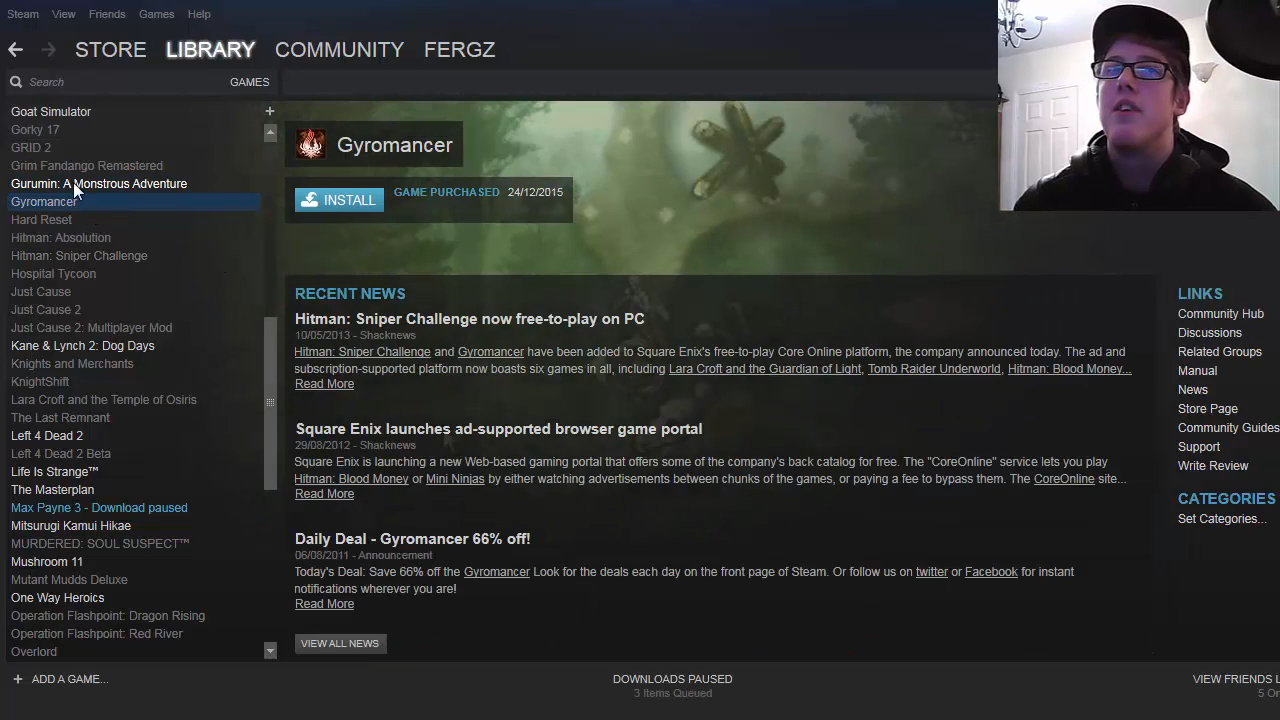 Steam View Friends Games Help
STORE LIBRARY COMMUNITY FERGZ
Search GAMES
Goat Simulator
Gorky 17
GRID 2
Grim Fandango Remastered
Gurumin: A Monstrous Adventure
Gyromancer
Hard Reset
Hitman: Absolution
Hitman: Sniper Challenge
Hospital Tycoon
Just Cause
Just Cause 2
Just Cause 2: Multiplayer Mod
Kane & Lynch 2: Dog Days
Knights and Merchants
KnightShift
Lara Croft and the Temple of Osiris
The Last Remnant
Left 4 Dead 2
Left 4 Dead 2 Beta
Life Is Strange™
The Masterplan
Max Payne 3 - Download paused
Mitsurugi Kamui Hikae
MURDERED: SOUL SUSPECT™
Mushroom 11
Mutant Mudds Deluxe
One Way Heroics
Operation Flashpoint: Dragon Rising
Operation Flashpoint: Red River
Overlord
Gyromancer
INSTALL GAME PURCHASED 24/12/2015
RECENT NEWS
Hitman: Sniper Challenge now free-to-play on PC
10/05/2013 - Shacknews
Hitman: Sniper Challenge and Gyromancer have been added to Square Enix's free-to-play Core Online platform, the company announced today. The ad and
subscription-supported platform now boasts six games in all, including Lara Croft and the Guardian of Light, Tomb Raider Underworld, Hitman: Blood Money...
Read More
Square Enix launches ad-supported browser game portal
29/08/2012 - Shacknews
Square Enix is launching a new Web-based gaming portal that offers some of the company's back catalog for free. The "CoreOnline" service lets you play
Hitman: Blood Money or Mini Ninjas by either watching advertisements between chunks of the games, or paying a fee to bypass them. The CoreOnline site...
Read More
Daily Deal - Gyromancer 66% off!
06/08/2011 - Announcement
Today's Deal: Save 66% off the Gyromancer Look for the deals each day on the front page of Steam. Or follow us on twitter or Facebook for instant
notifications wherever you are!
Read More
VIEW ALL NEWS
LINKS
Community Hub
Discussions
Related Groups
Manual
News
Store Page
Community Guides
Support
Write Review
CATEGORIES
Set Categories...
+ ADD A GAME...
DOWNLOADS PAUSED
3 Items Queued
VIEW FRIENDS L
5 On